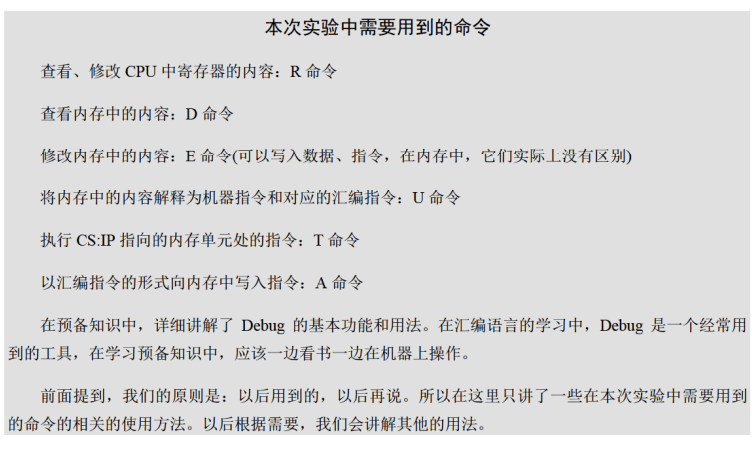 本次实验中需要用到的命令
查看、修改 CPU 中寄存器的内容：R 命令
查看内存中的内容：D 命令
修改内存中的内容：E 命令(可以写入数据、指令，在内存中，它们实际上没有区别)
将内存中的内容解释为机器指令和对应的汇编指令：U 命令
执行 CS:IP 指向的内存单元处的指令：T 命令
以汇编指令的形式向内存中写入指令：A 命令
在预备知识中，详细讲解了 Debug 的基本功能和用法。在汇编语言的学习中，Debug 是一个经常用
到的工具，在学习预备知识中，应该一边看书一边在机器上操作。
前面提到，我们的原则是：以后用到的，以后再说。所以在这里只讲了一些在本次实验中需要用到
的命令的相关的使用方法。以后根据需要，我们会讲解其他的用法。